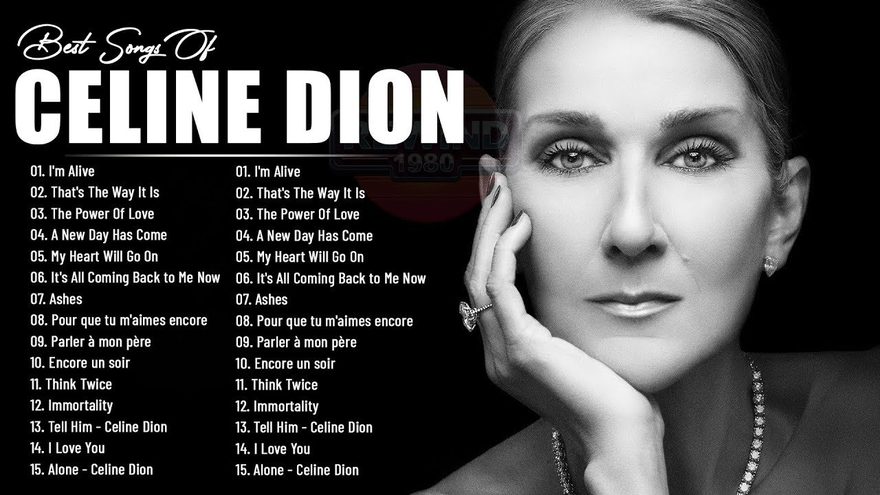 Best Songs Of
CELINE DION
REWIND
1980
01. I'm Alive
02. That's The Way It Is
03. The Power Of Love
04. A New Day Has Come
05. My Heart Will Go On
06. It's All Coming Back to Me Now
07. Ashes
08. Pour que tu m'aimes encore
09. Parler à mon père
10. Encore un soir
11. Think Twice
12. Immortality
13. Tell Him - Celine Dion
14. I Love You
15. Alone - Celine Dion
01. I'm Alive
02. That's The Way It Is
03. The Power Of Love
04. A New Day Has Come
05. My Heart Will Go On
06. It's All Coming Back to Me Now
07. Ashes
08. Pour que tu m'aimes encore
09. Parler à mon père
10. Encore un soir
11. Think Twice
12. Immortality
13. Tell Him - Celine Dion
14. I Love You
15. Alone - Celine Dion